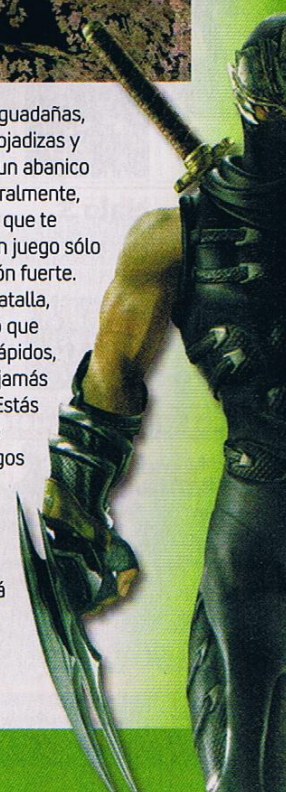 guadañas,
ojadizas y
un abanico
ralmente,
que te
n juego sólo
ón fuerte.
atalla,
que
ápidos,
jamás
Estás
gos
á